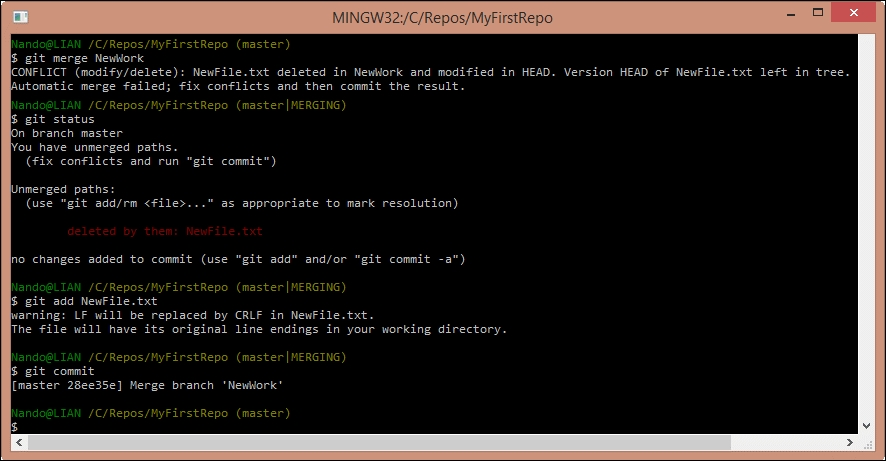 MINGW32:/C/Repos/MyFirstRepo
Nando@LIAN /C/Repos/MyFirstRepo (master)
$ git merge NewWork
CONFLICT (modify/delete): NewFile.txt deleted in NewWork and modified in HEAD. Version HEAD of NewFile.txt left in tree.
Automatic merge failed; fix conflicts and then commit the result.
Nando@LIAN /C/Repos/MyFirstRepo (master|MERGING)
$ git status
On branch master
You have unmerged paths.
  (fix conflicts and run "git commit")
Unmerged paths:
  (use "git add/rm <file>..." as appropriate to mark resolution)
        deleted by them: NewFile.txt
no changes added to commit (use "git add" and/or "git commit -a")
Nando@LIAN /C/Repos/MyFirstRepo (master|MERGING)
$ git add NewFile.txt
warning: LF will be replaced by CRLF in NewFile.txt.
The file will have its original line endings in your working directory.
Nando@LIAN /C/Repos/MyFirstRepo (master|MERGING)
$ git commit
[master 28ee35e] Merge branch 'NewWork'
Nando@LIAN /C/Repos/MyFirstRepo (master)
$